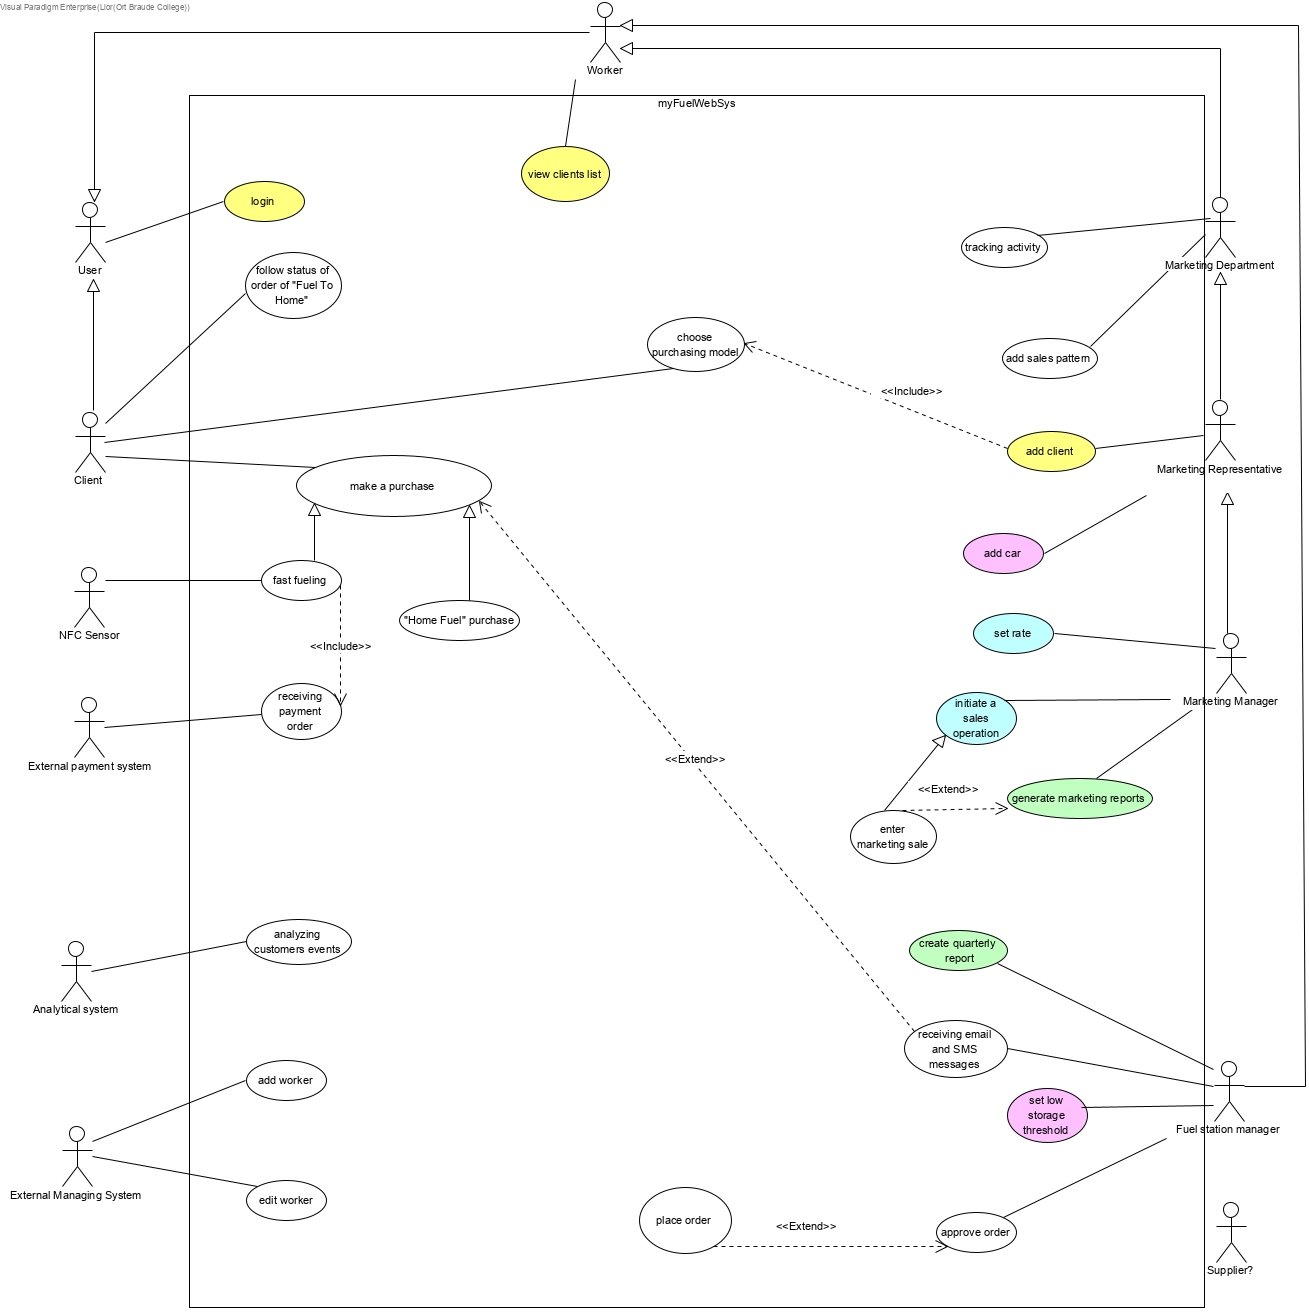 Visual Paradigm Enterprise(Lior(Ort Braude College))
Worker
myFuelWebSys
view clients list
login
User
follow status of
order of "Fuel To
Home"
tracking activity
Marketing Department
choose
purchasing model
add sales pattern
<<Include>>
add client
Marketing Representative
Client
make a purchase
add car
fast fueling
"Home Fuel" purchase
NFC Sensor
<<Include>>
set rate
receiving
payment
order
External payment system
Marketing Manager
initiate a
sales
operation
<<Extend>>
<<Extend>>
generate marketing reports
enter
marketing sale
analyzing
customers events
create quarterly
report
Analytical system
receiving email
and SMS
messages
add worker
set low
storage
threshold
Fuel station manager
External Managing System
edit worker
place order
<<Extend>>
approve order
Supplier?